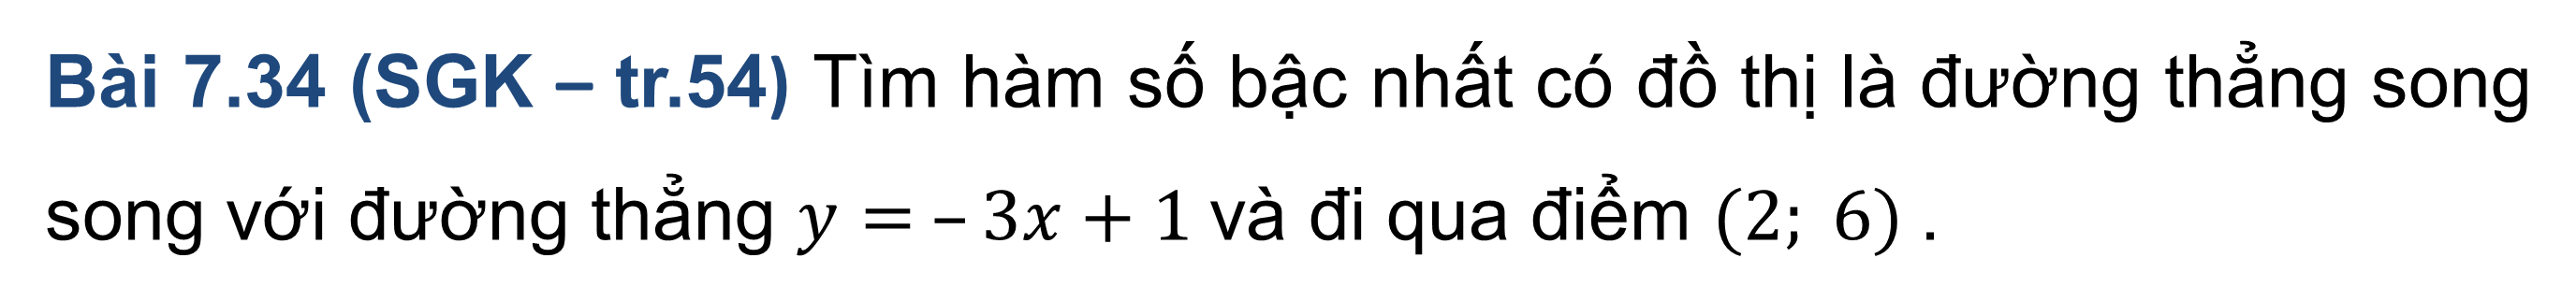 Bài 7.34 (SGK – tr.54) Tìm hàm số bậc nhất có đồ thị là đường thẳng song
song với đường thẳng y = – 3x + 1 và đi qua điểm (2; 6) .